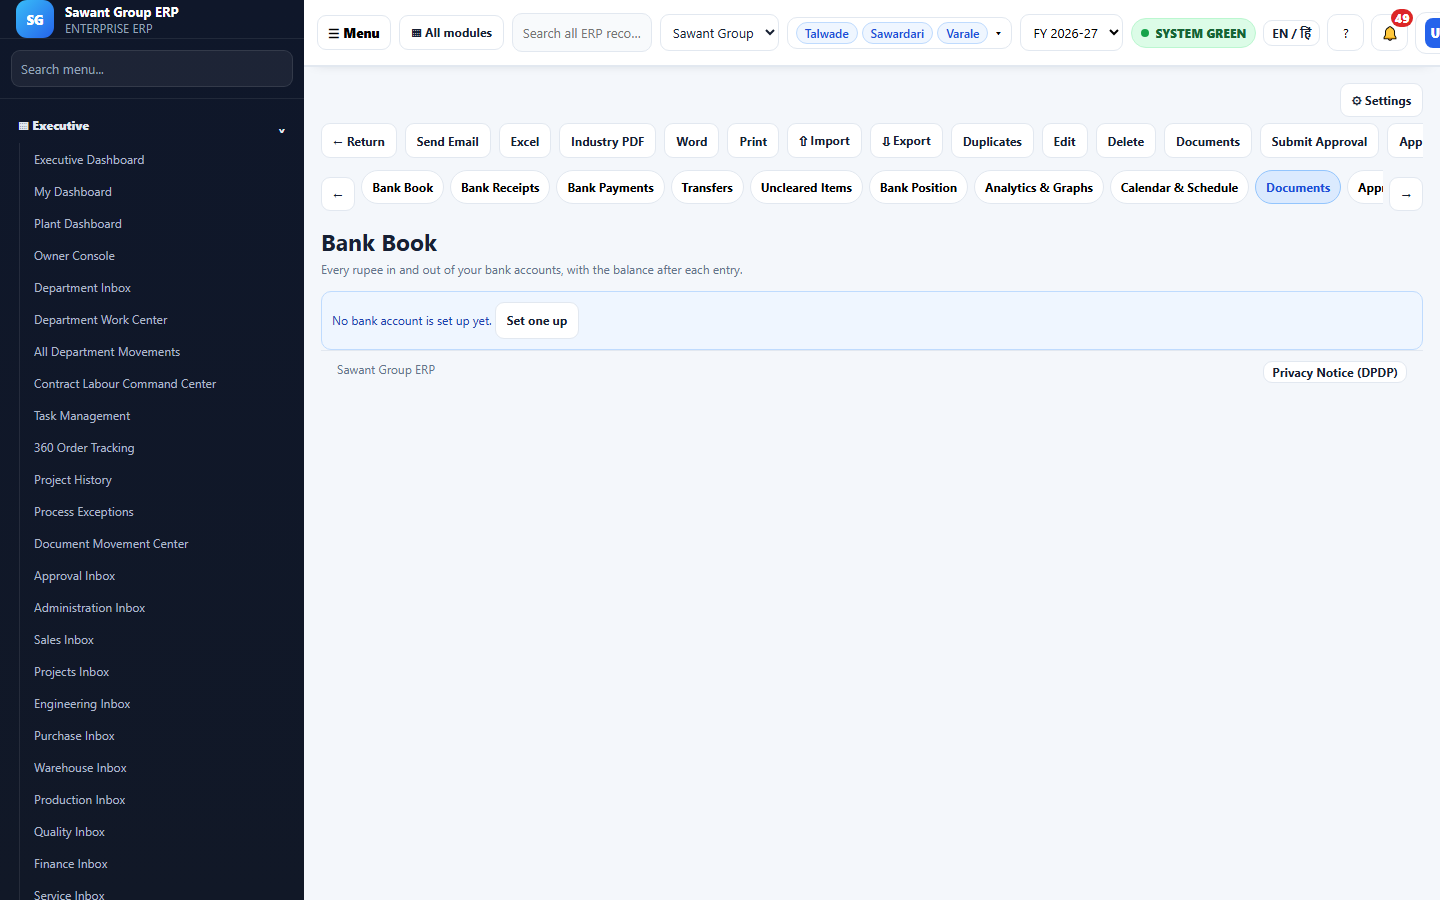 SG
Sawant Group ERP
ENTERPRISE ERP
Search menu...
Executive
Executive Dashboard
My Dashboard
Plant Dashboard
Owner Console
Department Inbox
Department Work Center
All Department Movements
Contract Labour Command Center
Task Management
360 Order Tracking
Project History
Process Exceptions
Document Movement Center
Approval Inbox
Administration Inbox
Sales Inbox
Projects Inbox
Engineering Inbox
Purchase Inbox
Warehouse Inbox
Production Inbox
Quality Inbox
Finance Inbox
Service Inbox
☰ Menu
All modules
Search all ERP reco...
Sawant Group
Talwade Sawardari Varale
FY 2026-27
SYSTEM GREEN
EN / हिं
?
49
U
⚙ Settings
← Return Send Email Excel Industry PDF Word Print ⇧ Import ⇩ Export Duplicates Edit Delete Documents Submit Approval App
← Bank Book Bank Receipts Bank Payments Transfers Uncleared Items Bank Position Analytics & Graphs Calendar & Schedule Documents Appr →
Bank Book
Every rupee in and out of your bank accounts, with the balance after each entry.
No bank account is set up yet. Set one up
Sawant Group ERP
Privacy Notice (DPDP)